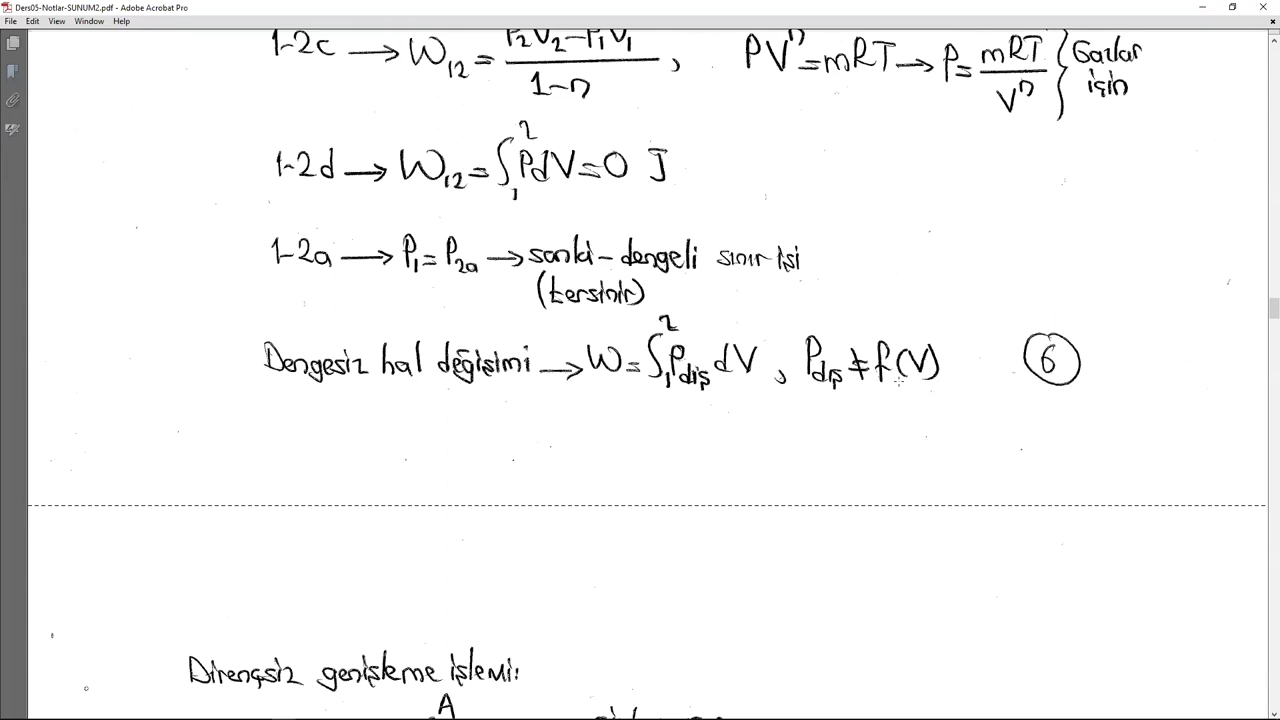 Ders05-Notlar-SUNUM2.pdf - Adobe Acrobat Pro
File Edit View Window Help
1-2c → W₁₂ = (P₂V₂-P₁V₁)/(1-n) , PVⁿ=mRT → P= mRT/Vⁿ } Gazlar için
1-2d → W₁₂ = ∫₁² PdV = 0 J
1-2a → P₁ = P₂ₐ → sanki-dengeli sınır işi
(tersinir)
Dengesiz hal değişimi → W = ∫₁² P_dış dV , P_dış ≠ f(V) ⑥
Dirençsiz genişleme işlemi:
A